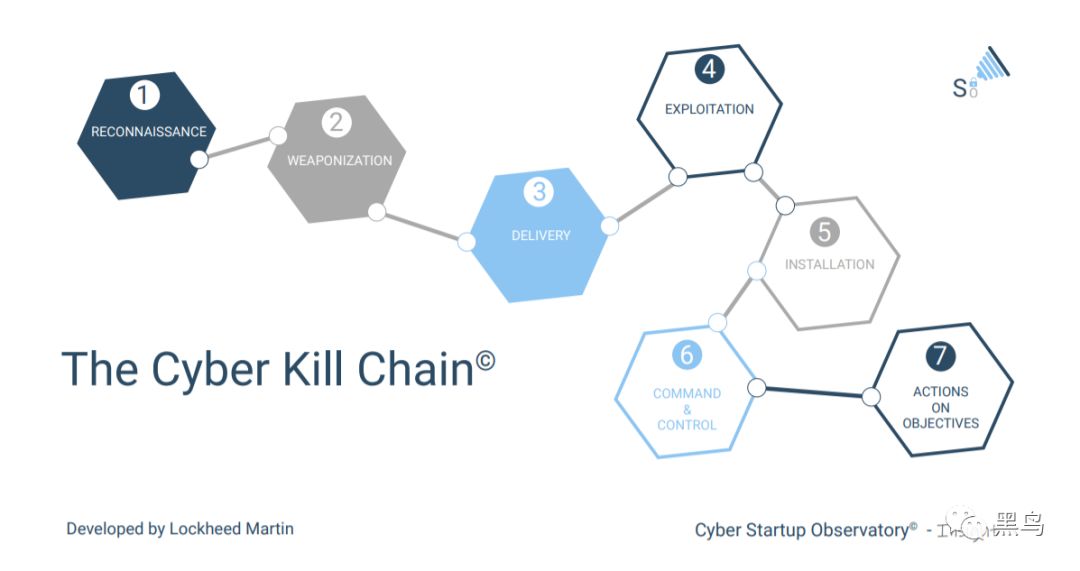 1
RECONNAISSANCE
2
WEAPONIZATION
3
DELIVERY
4
EXPLOITATION
5
INSTALLATION
6
COMMAND
&
CONTROL
7
ACTIONS
ON
OBJECTIVES
SO
The Cyber Kill Chain©
Developed by Lockheed Martin
Cyber Startup Observatory© -
黑鸟